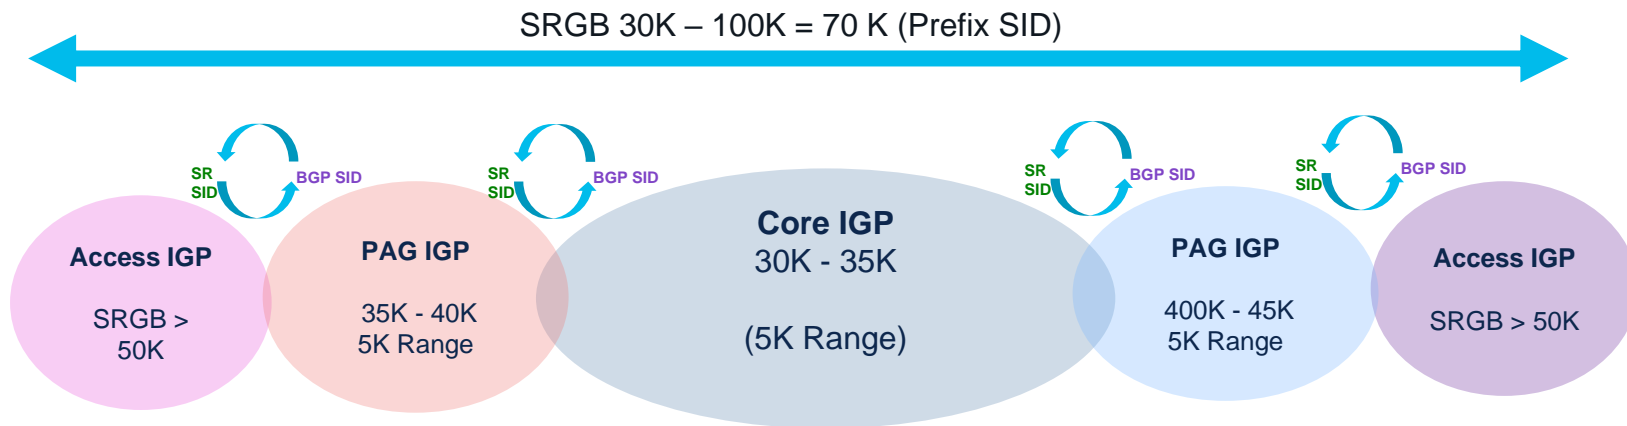 SRGB 30K – 100K = 70 K (Prefix SID)
SR
SID
BGP SID
SR
SID
BGP SID
SR
SID
BGP SID
SR
SID
BGP SID
Access IGP
SRGB >
50K
PAG IGP
35K - 40K
5K Range
Core IGP
30K - 35K
(5K Range)
PAG IGP
400K - 45K
5K Range
Access IGP
SRGB > 50K